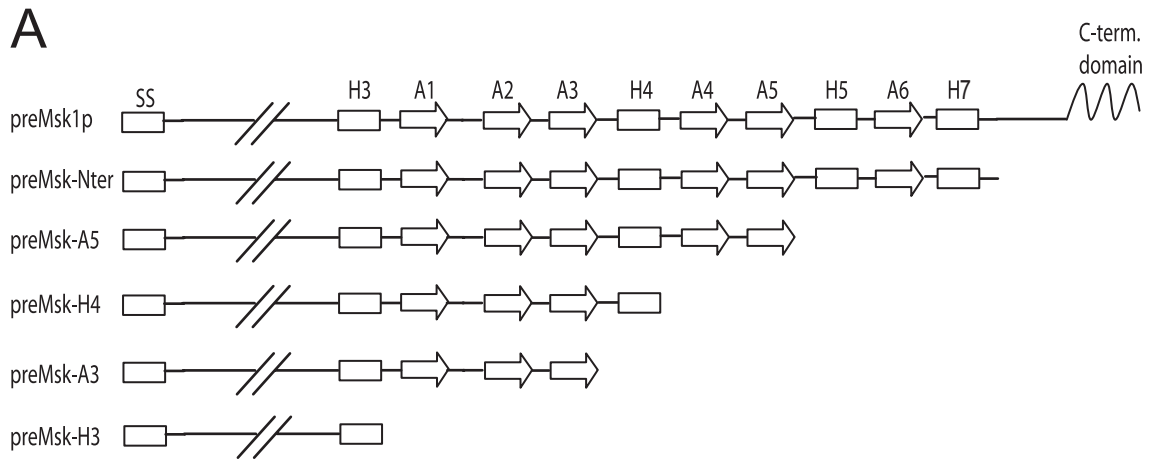 A
C-term.
domain
SS H3 A1 A2 A3 H4 A4 A5 H5 A6 H7
preMsk1p
preMsk-Nter
preMsk-A5
preMsk-H4
preMsk-A3
preMsk-H3